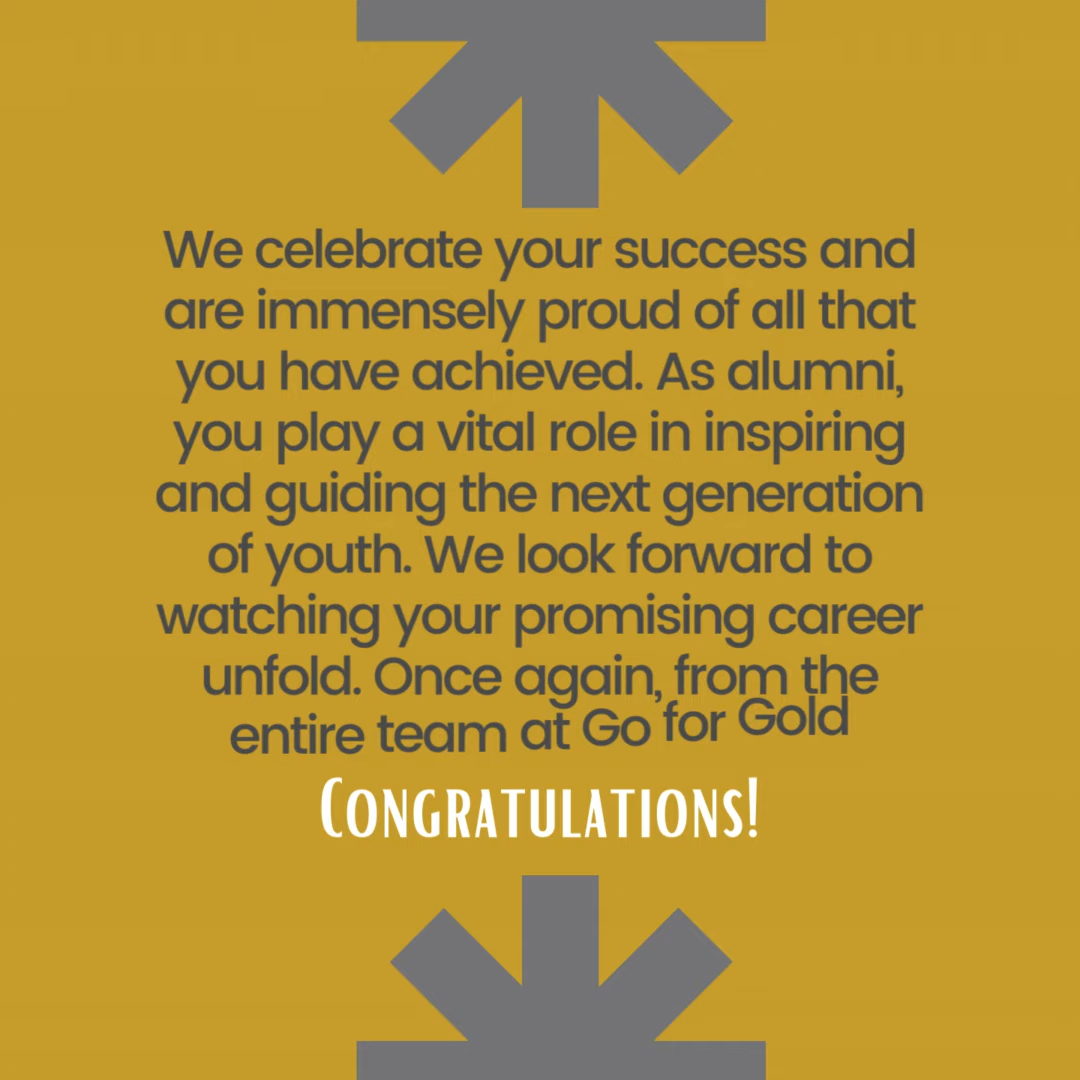 We celebrate your success and
are immensely proud of all that
you have achieved. As alumni,
you play a vital role in inspiring
and guiding the next generation
of youth. We look forward to
watching your promising career
unfold. Once again, from the
entire team at Go for Gold
CONGRATULATIONS!